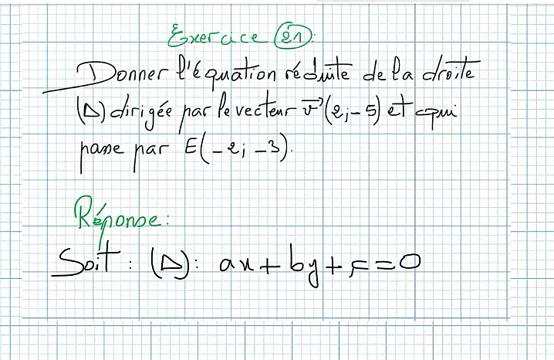 Exercice 21:
Donner l'équation réduite de la droite
(Δ) dirigée par le vecteur v⃗(2;-5) et qui
passe par E(-2;-3).
Réponse:
Soit : (Δ): ax+by+c=0